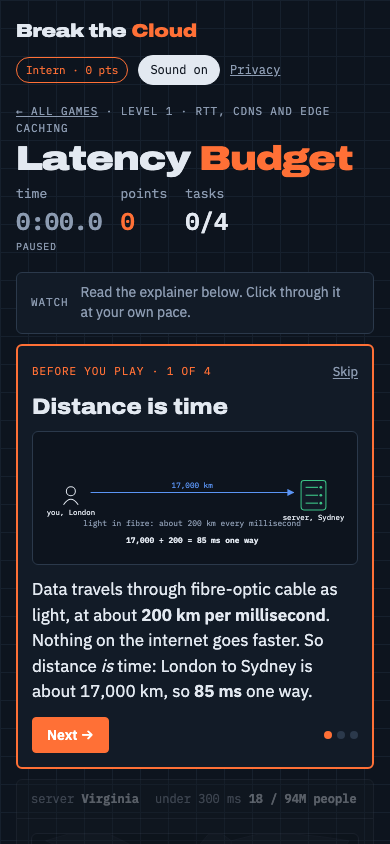 Break the Cloud
Intern · 0 pts
Sound on
Privacy
← ALL GAMES · LEVEL 1 · RTT, CDNS AND EDGE
CACHING
Latency Budget
time points tasks
0:00.0 0 0/4
PAUSED
WATCH
Read the explainer below. Click through it
at your own pace.
BEFORE YOU PLAY · 1 OF 4
Skip
Distance is time
17,000 km
you, London
server, Sydney
light in fibre: about 200 km every millisecond
17,000 ÷ 200 = 85 ms one way
Data travels through fibre-optic cable as
light, at about 200 km per millisecond.
Nothing on the internet goes faster. So
distance is time: London to Sydney is
about 17,000 km, so 85 ms one way.
Next →
server Virginia under 300 ms 18 / 94M people